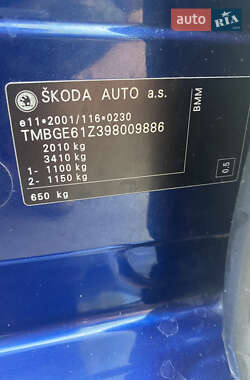 AUTO.RIA
ŠKODA AUTO a.s.
BMM
e11*2001/116*0230
TMBGE61Z398009886
2010 kg
3410 kg
1- 1100 kg
2- 1150 kg
0.5
650 kg